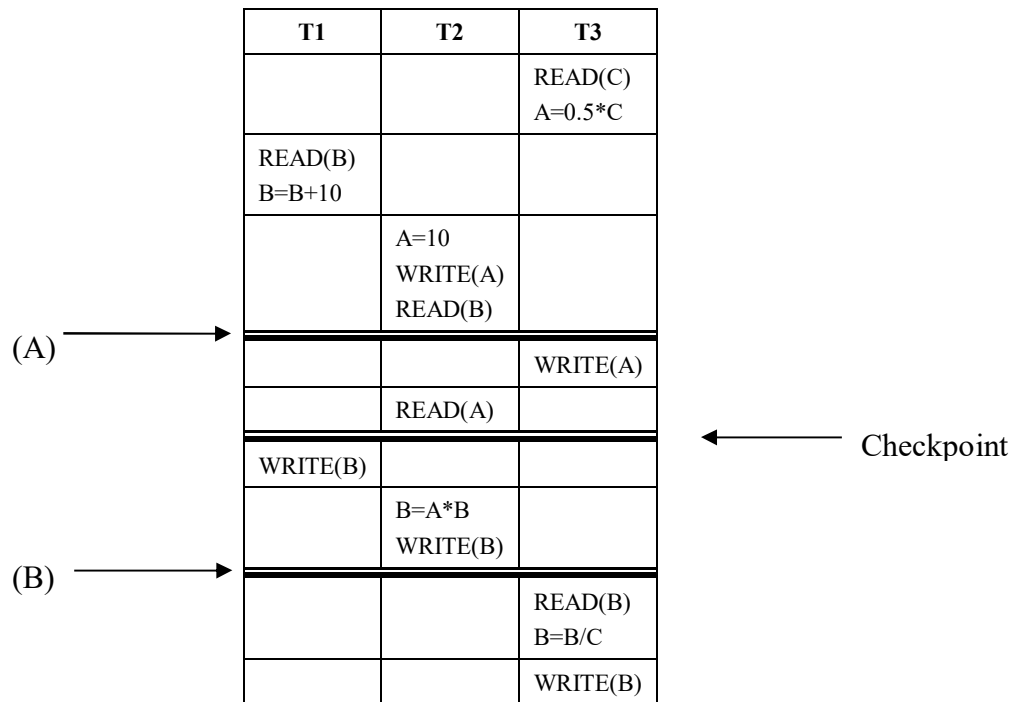 T1 T2 T3
READ(C)
A=0.5*C
READ(B)
B=B+10
A=10
WRITE(A)
READ(B)
(A)
WRITE(A)
READ(A)
Checkpoint
WRITE(B)
B=A*B
WRITE(B)
(B)
READ(B)
B=B/C
WRITE(B)